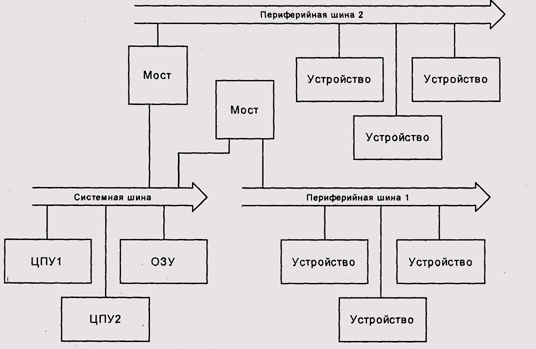 Периферийная шина 2
Мост
Устройство
Устройство
Мост
Устройство
Системная шина
Периферийная шина 1
ЦПУ1
ОЗУ
Устройство
Устройство
ЦПУ2
Устройство